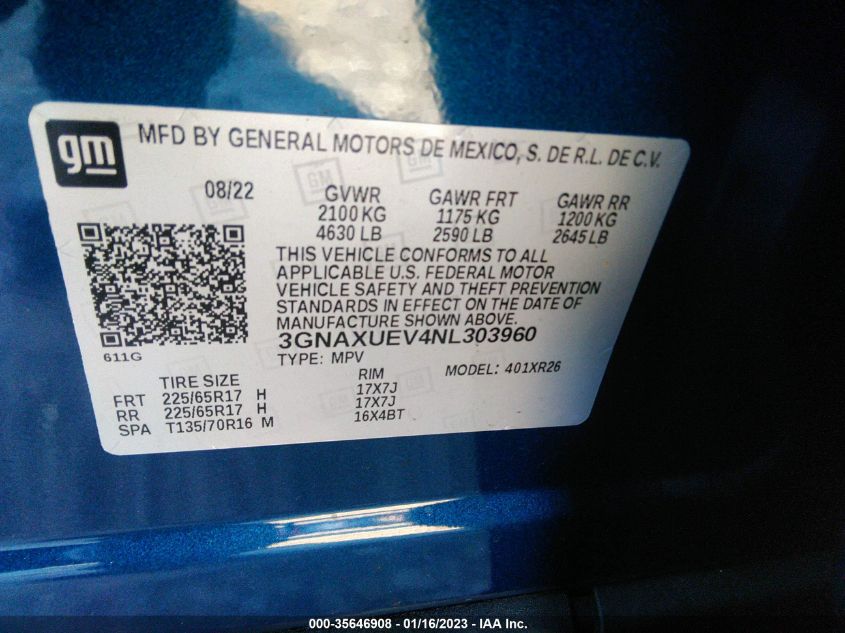 gm
MFD BY GENERAL MOTORS DE MEXICO, S. DE R.L. DE C.V.
08/22 GVWR GAWR FRT GAWR RR
2100 KG 1175 KG 1200 KG
4630 LB 2590 LB 2645 LB
THIS VEHICLE CONFORMS TO ALL
APPLICABLE U.S. FEDERAL MOTOR
VEHICLE SAFETY AND THEFT PREVENTION
STANDARDS IN EFFECT ON THE DATE OF
MANUFACTURE SHOWN ABOVE.
611G
3GNAXUEV4NL303960
TYPE: MPV MODEL: 401XR26
TIRE SIZE RIM
FRT 225/65R17 H 17X7J
RR 225/65R17 H 17X7J
SPA T135/70R16 M 16X4BT
000-35646908 - 01/16/2023 - IAA Inc.